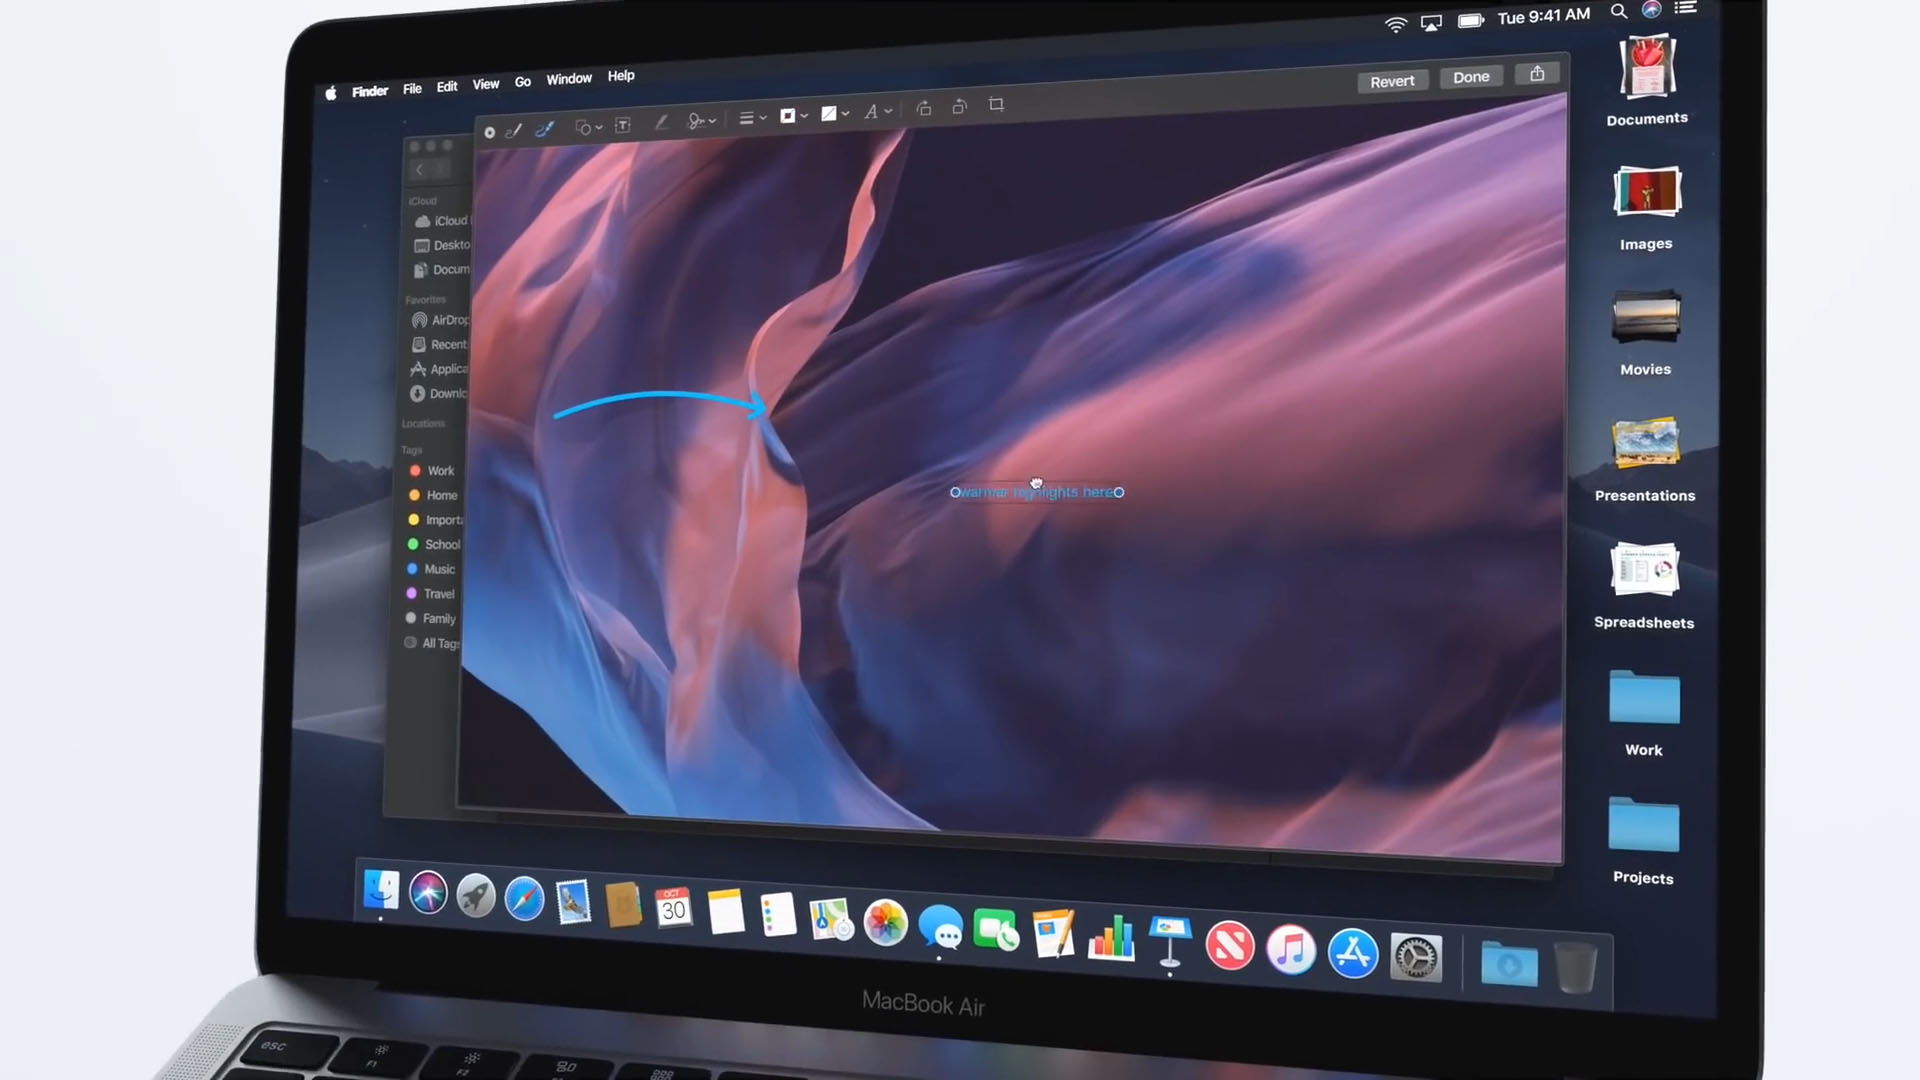 Finder File Edit View Go Window Help
Tue 9:41 AM
Revert Done
iCloud
iCloud
Deskto
Docum
Favorites
AirDrop
Recent
Applica
Downlo
Locations
Tags
Work
Home
Importa
School
Music
Travel
Family
All Tags
warmer highlights here
Documents
Images
Movies
Presentations
Spreadsheets
Work
Projects
OCT
30
MacBook Air
esc
F1
F2